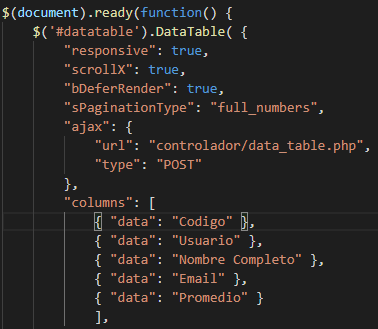 $(document).ready(function() {
    $('#datatable').DataTable( {
        "responsive": true,
        "scrollX": true,
        "bDeferRender": true,
        "sPaginationType": "full_numbers",
        "ajax": {
            "url": "controlador/data_table.php",
            "type": "POST"
        },
        "columns": [
            { "data": "Codigo" },
            { "data": "Usuario" },
            { "data": "Nombre Completo" },
            { "data": "Email" },
            { "data": "Promedio" }
            ],